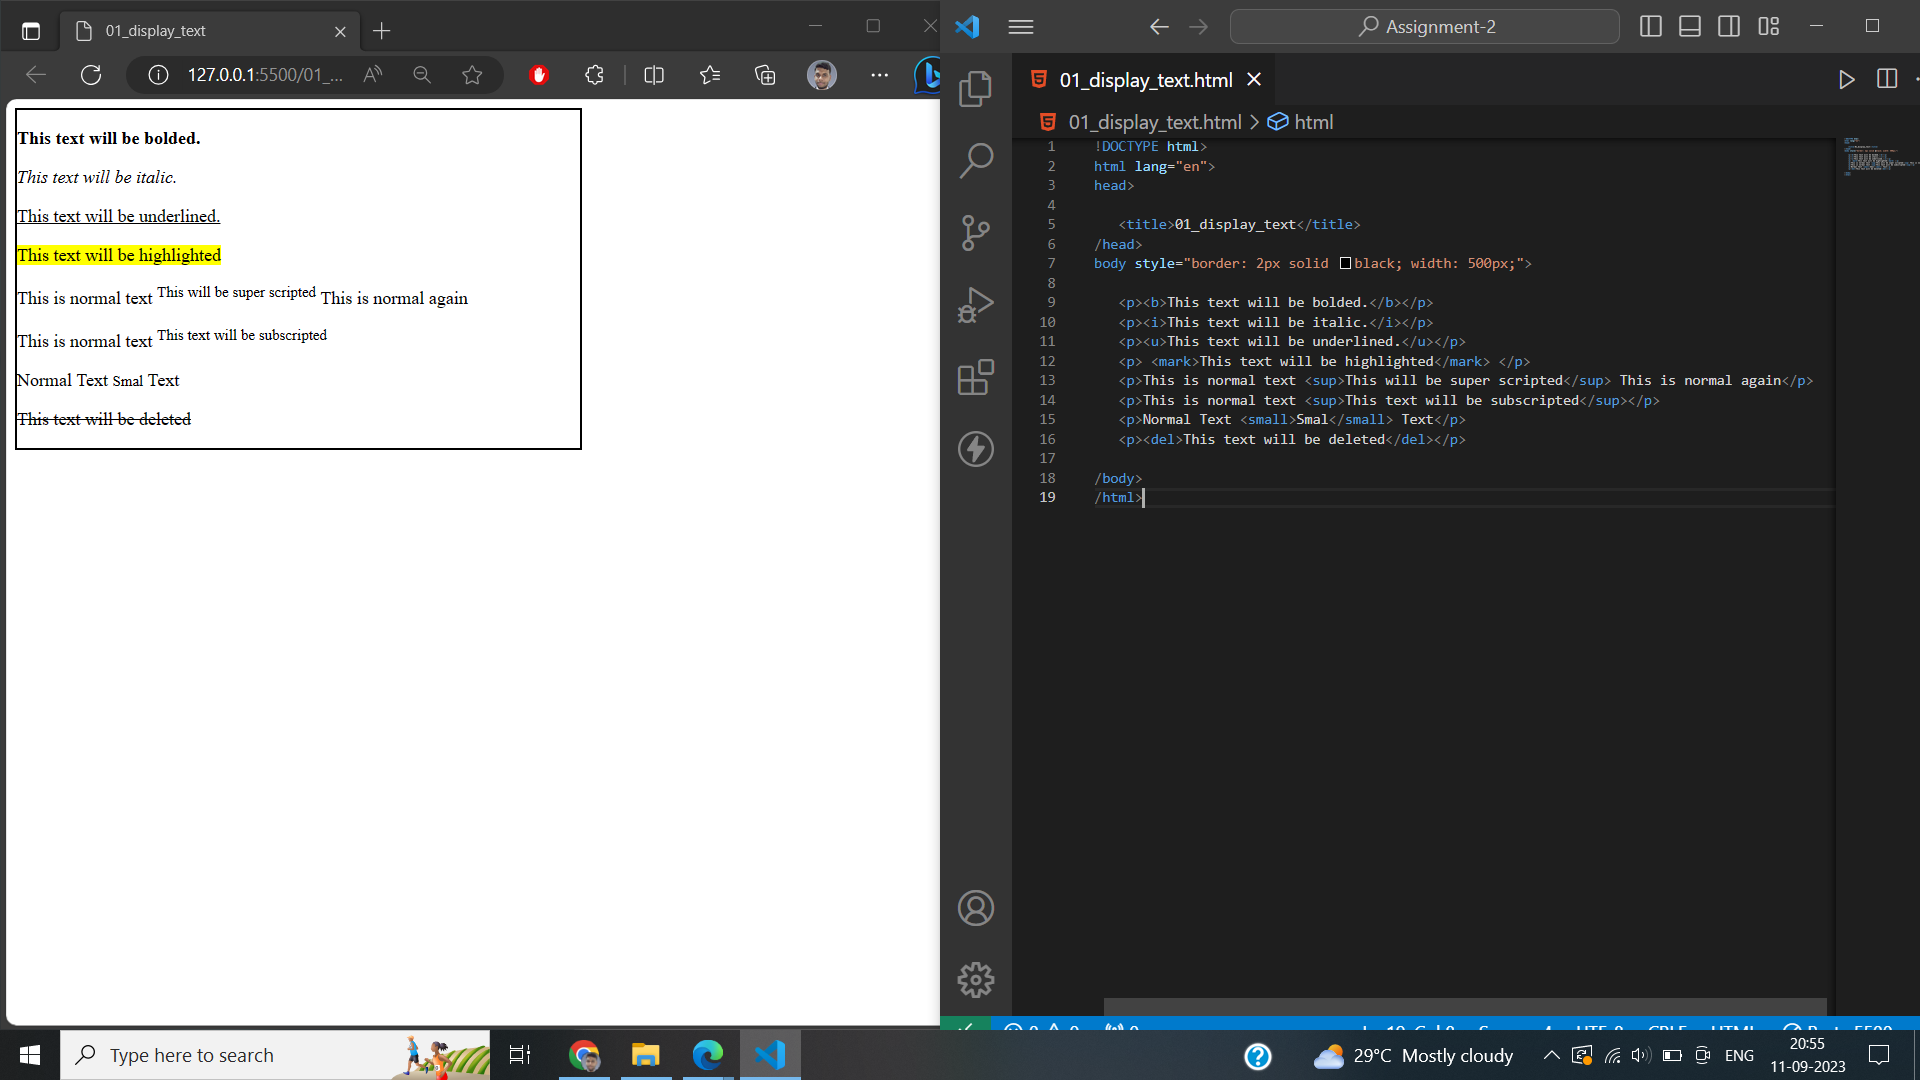 01_display_text
127.0.0.1:5500/01_...
This text will be bolded.
This text will be italic.
This text will be underlined.
This text will be highlighted
This is normal text This will be super scripted This is normal again
This is normal text This text will be subscripted
Normal Text Smal Text
This text will be deleted
Assignment-2
01_display_text.html
01_display_text.html > html
1 !DOCTYPE html>
2 html lang="en">
3 head>
4
5 <title>01_display_text</title>
6 /head>
7 body style="border: 2px solid black; width: 500px;">
8
9 <p><b>This text will be bolded.</b></p>
10 <p><i>This text will be italic.</i></p>
11 <p><u>This text will be underlined.</u></p>
12 <p> <mark>This text will be highlighted</mark> </p>
13 <p>This is normal text <sup>This will be super scripted</sup> This is normal again</p>
14 <p>This is normal text <sup>This text will be subscripted</sup></p>
15 <p>Normal Text <small>Smal</small> Text</p>
16 <p><del>This text will be deleted</del></p>
17
18 /body>
19 /html>
Type here to search
29°C Mostly cloudy
ENG
20:55
11-09-2023